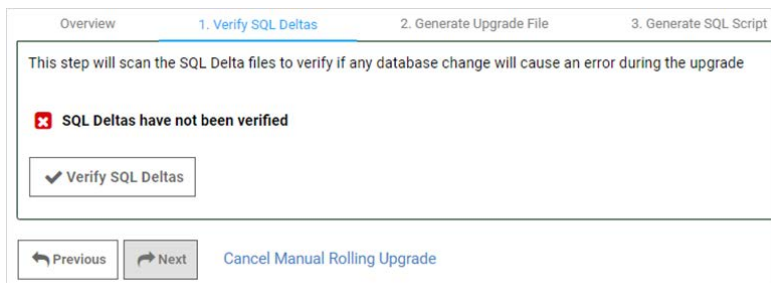 Overview 1. Verify SQL Deltas 2. Generate Upgrade File 3. Generate SQL Script
This step will scan the SQL Delta files to verify if any database change will cause an error during the upgrade
SQL Deltas have not been verified
Verify SQL Deltas
Previous Next Cancel Manual Rolling Upgrade